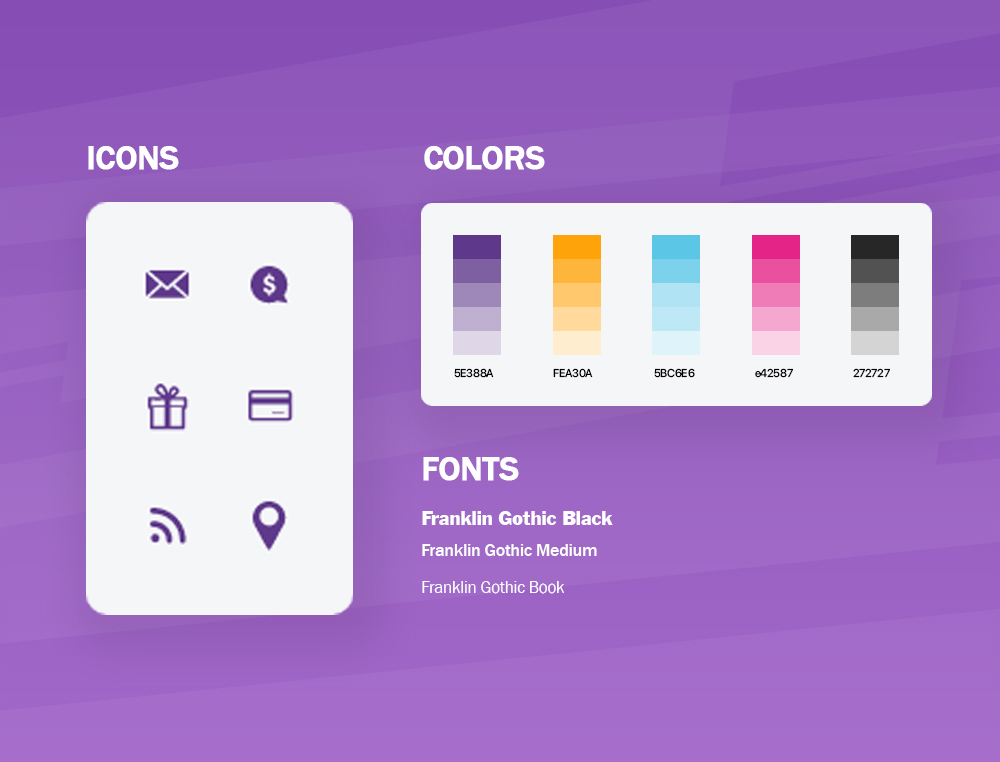 ICONS
$
COLORS
5E388A FEA30A 5BC6E6 e42587 272727
FONTS
Franklin Gothic Black
Franklin Gothic Medium
Franklin Gothic Book